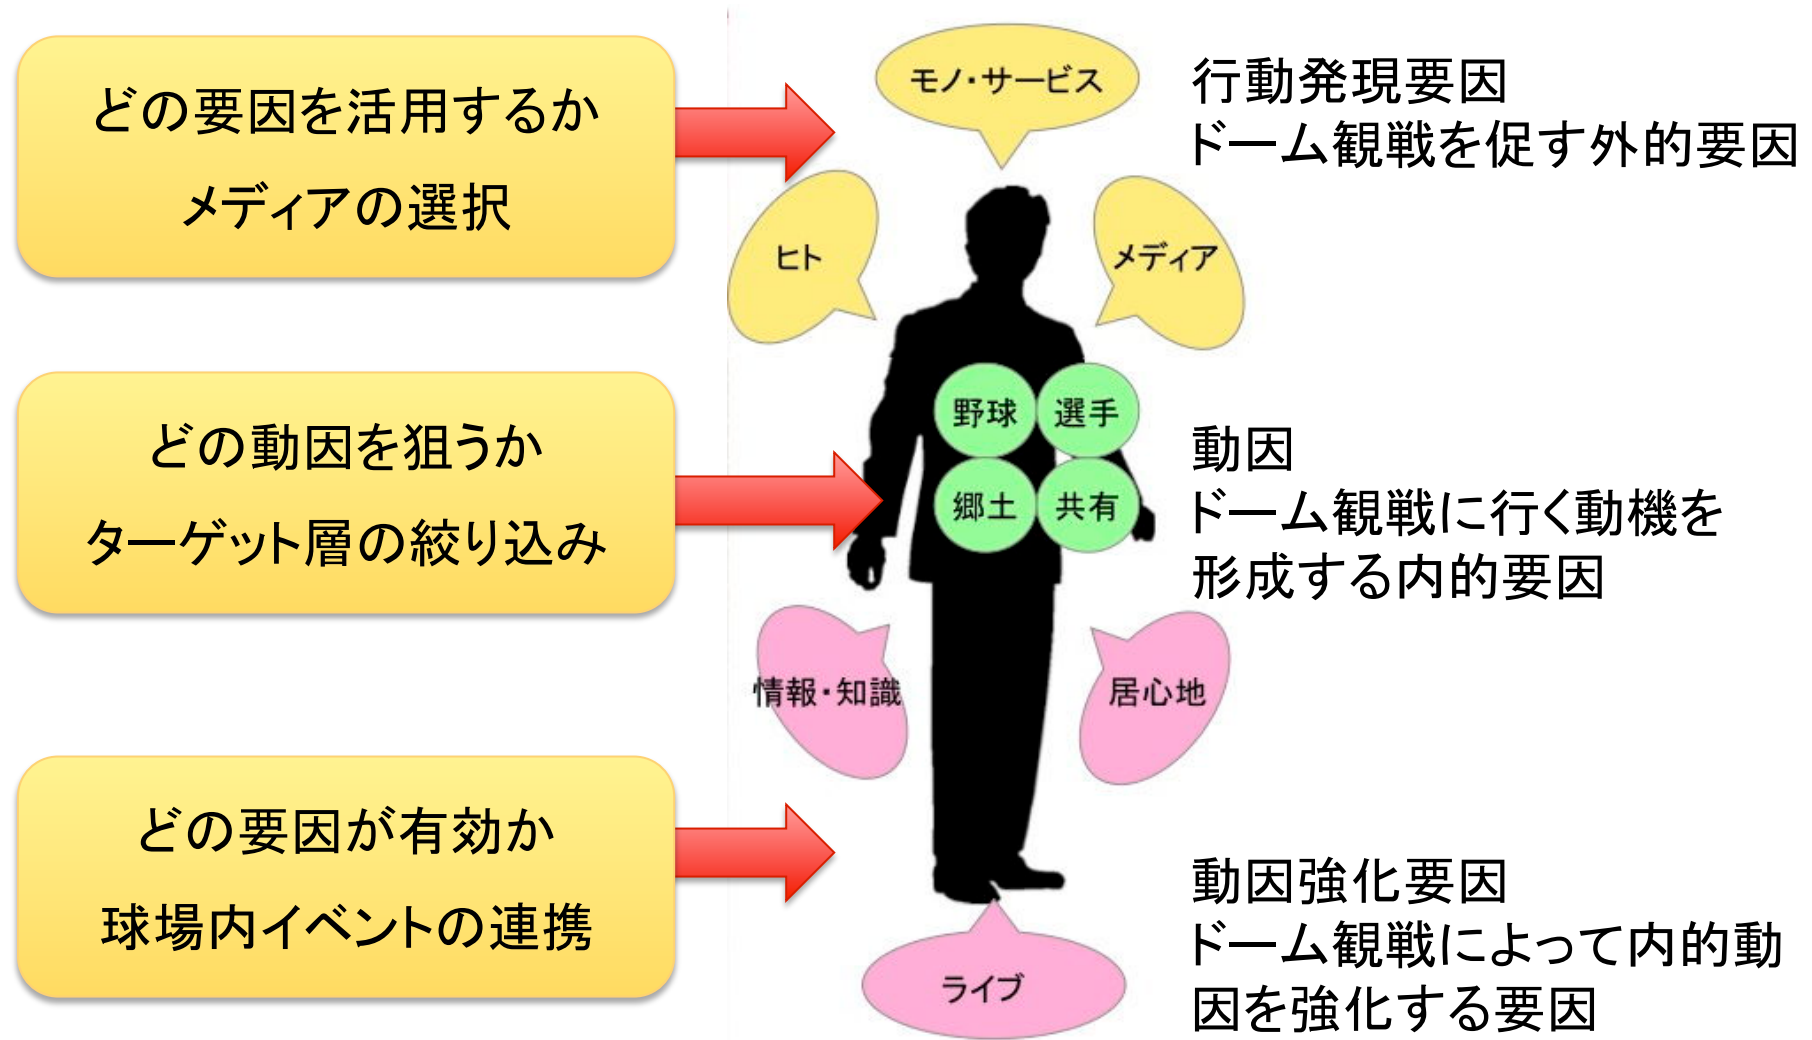 どの要因を活用するか
メディアの選択
モノ・サービス
行動発現要因
ドーム観戦を促す外的要因
ヒト
メディア
どの動因を狙うか
ターゲット層の絞り込み
野球
選手
郷土
共有
動因
ドーム観戦に行く動機を
形成する内的要因
情報・知識
居心地
どの要因が有効か
球場内イベントの連携
ライブ
動因強化要因
ドーム観戦によって内的動
因を強化する要因